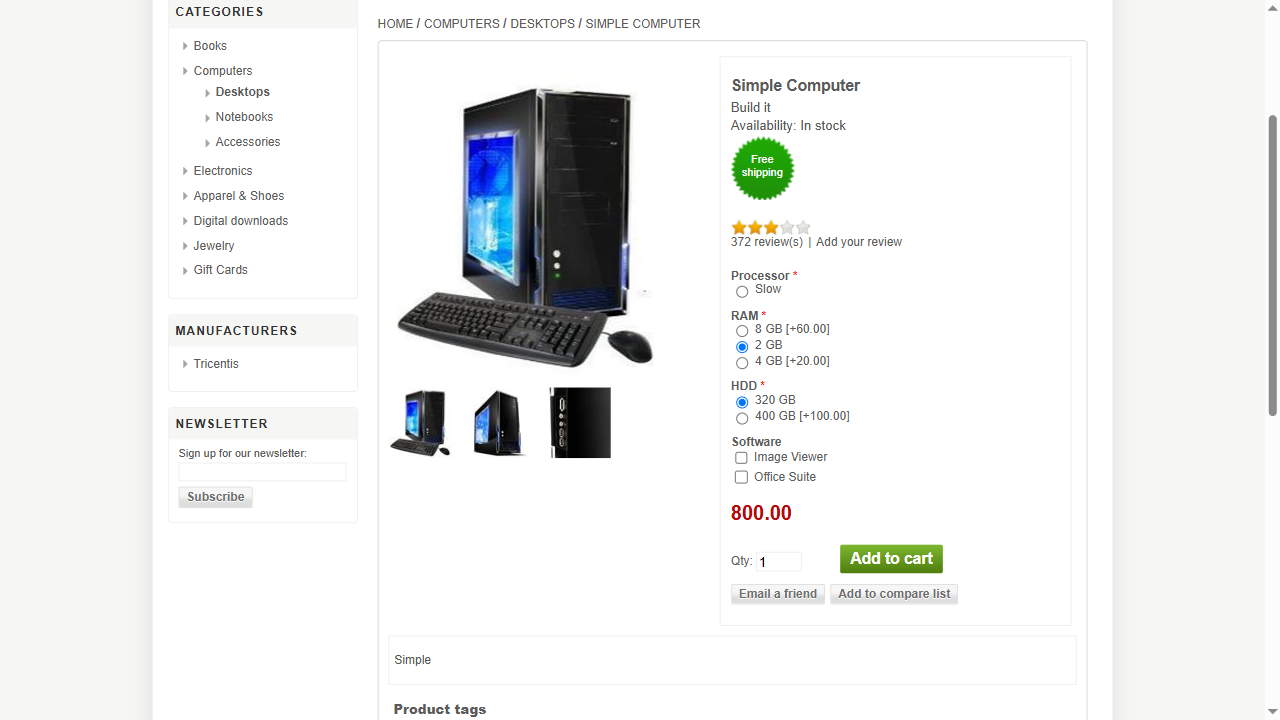 CATEGORIES
Books
Computers
Desktops
Notebooks
Accessories
Electronics
Apparel & Shoes
Digital downloads
Jewelry
Gift Cards
MANUFACTURERS
Tricentis
NEWSLETTER
Sign up for our newsletter:
Subscribe
HOME / COMPUTERS / DESKTOPS / SIMPLE COMPUTER
Simple Computer
Build it
Availability: In stock
Free
shipping
372 review(s) | Add your review
Processor *
Slow
RAM *
8 GB [+60.00]
2 GB
4 GB [+20.00]
HDD *
320 GB
400 GB [+100.00]
Software
Image Viewer
Office Suite
800.00
Qty: 1 Add to cart
Email a friend Add to compare list
Simple
Product tags